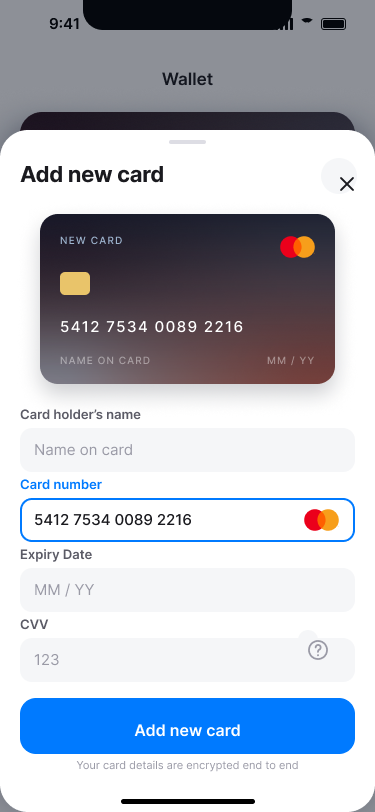 9:41
Wallet
Add new card
NEW CARD
5412 7534 0089 2216
NAME ON CARD MM / YY
Card holder’s name
Name on card
Card number
5412 7534 0089 2216
Expiry Date
MM / YY
CVV
123
Add new card
Your card details are encrypted end to end